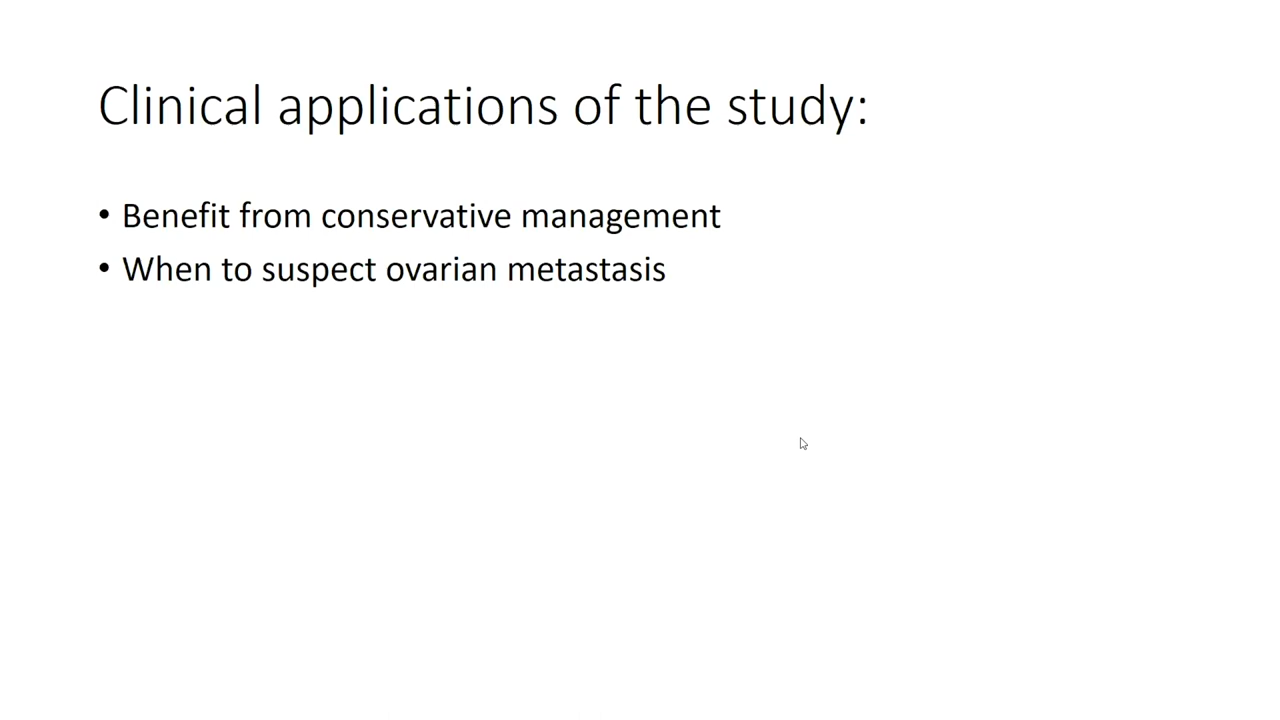 Clinical applications of the study:
• Benefit from conservative management
• When to suspect ovarian metastasis